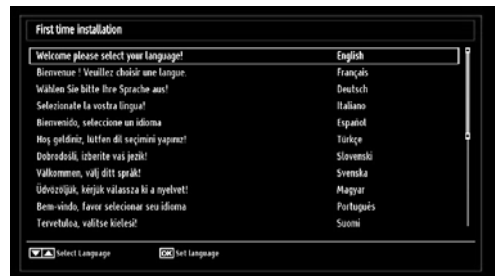 First time installation
Welcome please select your language! English
Bienvenue ! Veuillez choisir une langue. Français
Wählen Sie bitte Ihre Sprache aus! Deutsch
Selezionate la vostra lingua! Italiano
Bienvenido, seleccione un idioma Español
Hoş geldiniz, lütfen dil seçimini yapınız! Türkçe
Dobrodošli, izberite vaš jezik! Slovenski
Välkommen, välj ditt språk! Svenska
Üdvözöljük, kérjük válassza ki a nyelvet! Magyar
Bem-vindo, favor selecionar seu idioma Português
Tervetuloa, valitse kielesi! Suomi
Select Language OK Set language